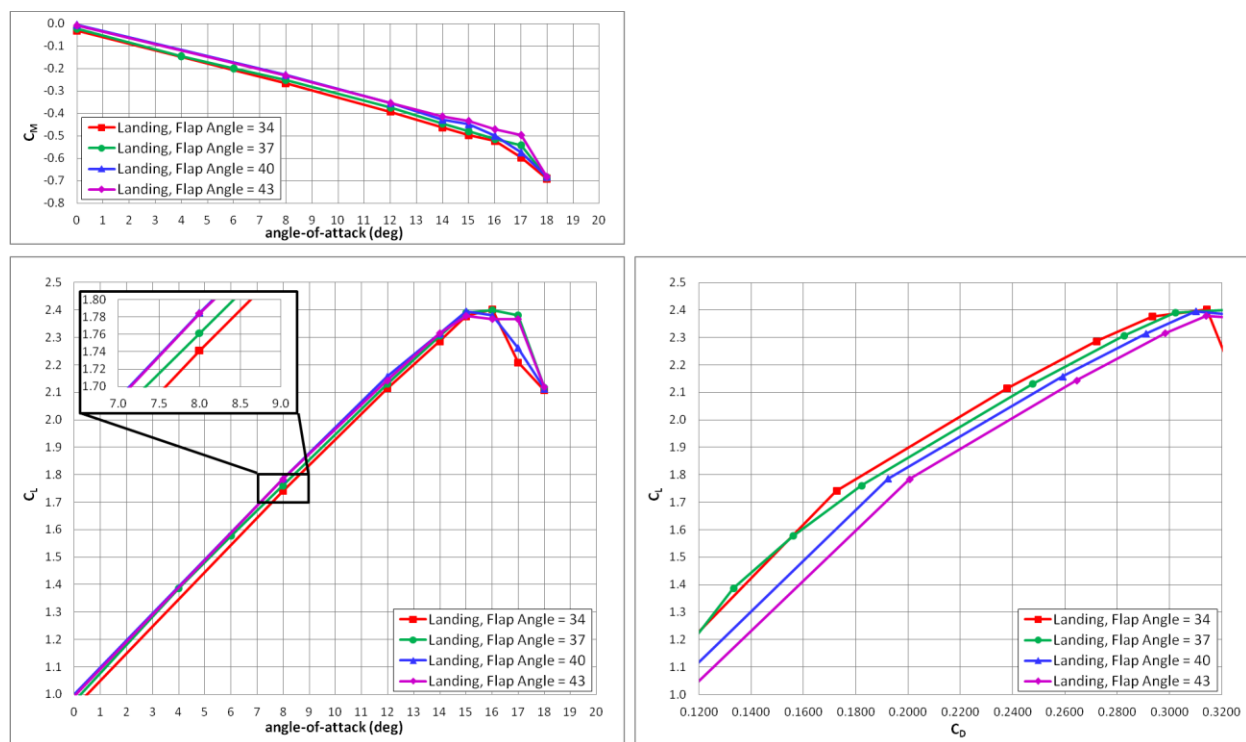 0.0
-0.1
-0.2
-0.3
-0.4
-0.5
-0.6
-0.7
-0.8
C_M
Landing, Flap Angle = 34
Landing, Flap Angle = 37
Landing, Flap Angle = 40
Landing, Flap Angle = 43
0 1 2 3 4 5 6 7 8 9 10 11 12 13 14 15 16 17 18 19 20
angle-of-attack (deg)
2.5
2.4
2.3
2.2
2.1
2.0
1.9
1.8
1.7
1.6
1.5
1.4
1.3
1.2
1.1
1.0
C_L
1.80
1.78
1.76
1.74
1.72
1.70
7.0 7.5 8.0 8.5 9.0
Landing, Flap Angle = 34
Landing, Flap Angle = 37
Landing, Flap Angle = 40
Landing, Flap Angle = 43
0 1 2 3 4 5 6 7 8 9 10 11 12 13 14 15 16 17 18 19 20
angle-of-attack (deg)
2.5
2.4
2.3
2.2
2.1
2.0
1.9
1.8
1.7
1.6
1.5
1.4
1.3
1.2
1.1
1.0
C_L
Landing, Flap Angle = 34
Landing, Flap Angle = 37
Landing, Flap Angle = 40
Landing, Flap Angle = 43
0.1200 0.1400 0.1600 0.1800 0.2000 0.2200 0.2400 0.2600 0.2800 0.3000 0.3200
C_D